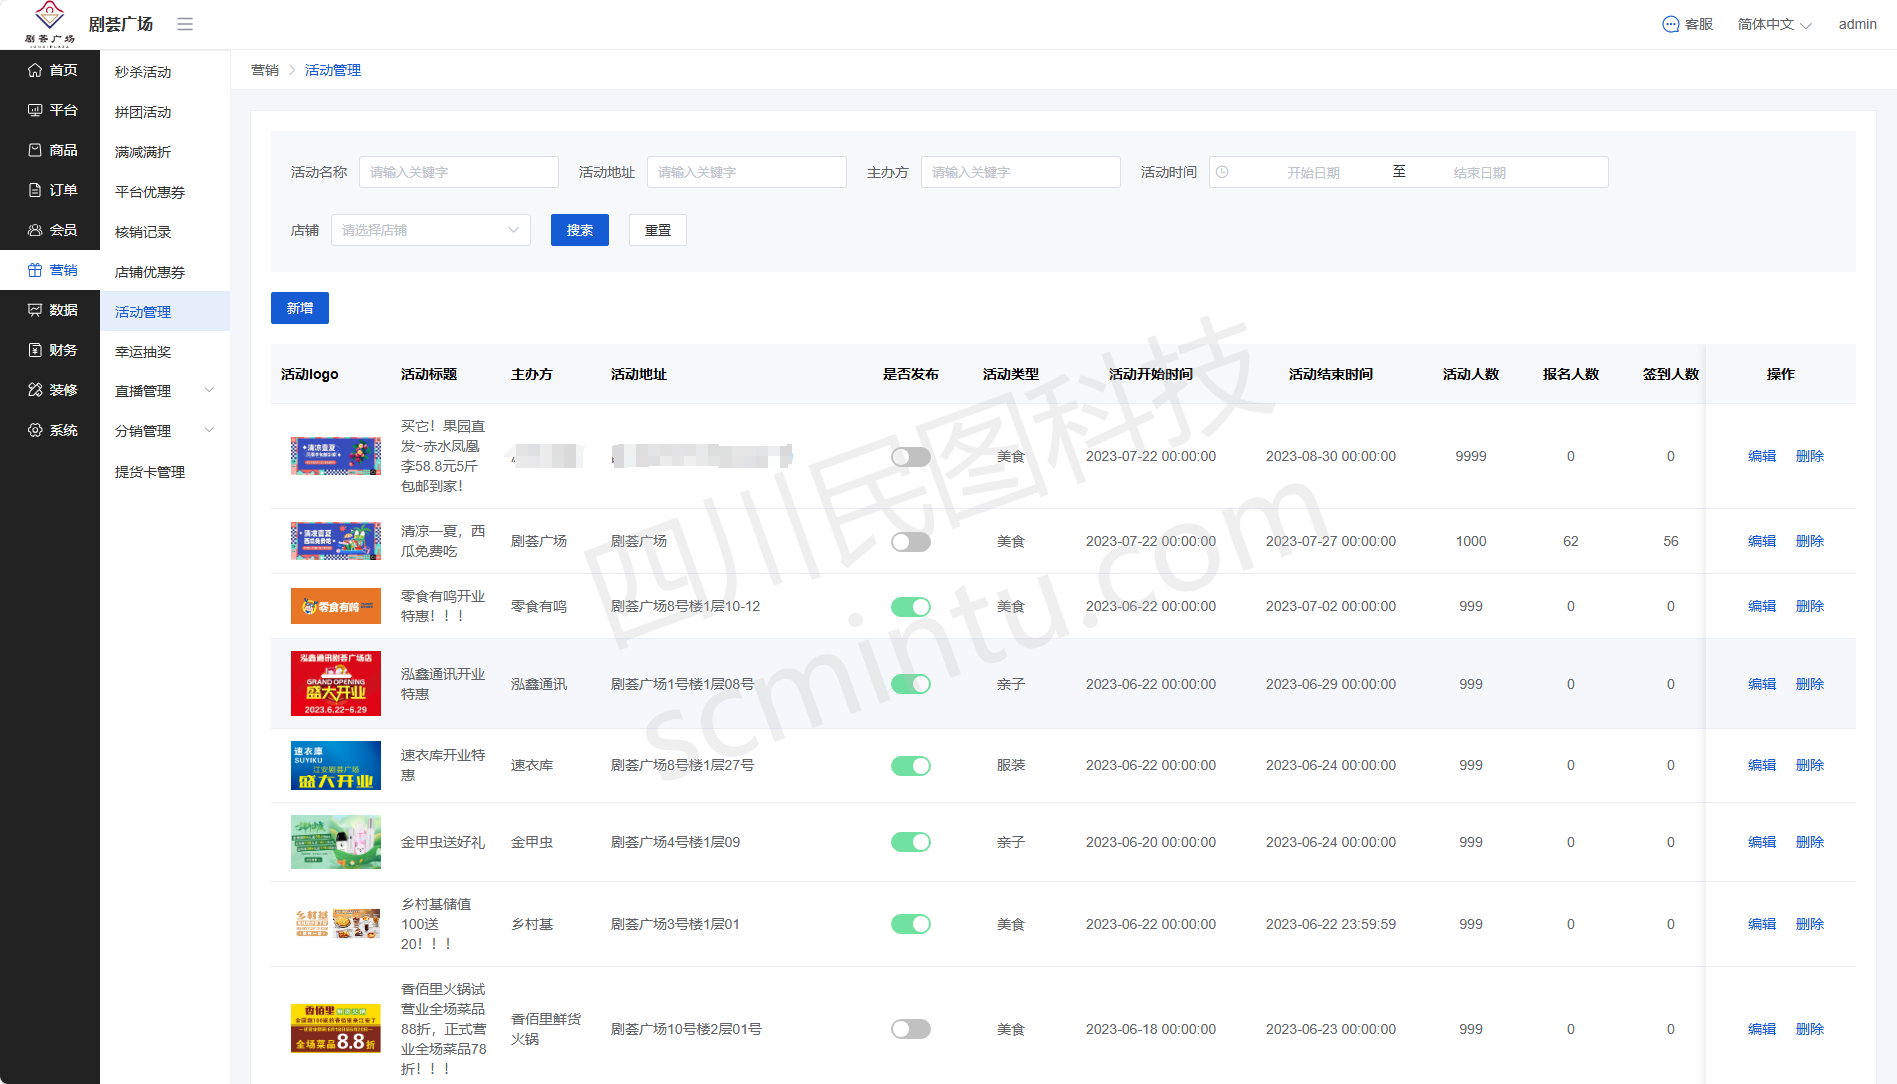 剧荟广场
剧荟广场
客服
简体中文
admin
首页
平台
商品
订单
会员
营销
数据
财务
装修
系统
秒杀活动
拼团活动
满减满折
平台优惠券
核销记录
店铺优惠券
活动管理
幸运抽奖
直播管理
分销管理
提货卡管理
营销 > 活动管理
活动名称 请输入关键字 活动地址 请输入关键字 主办方 请输入关键字 活动时间 开始日期 至 结束日期
店铺 请选择店铺 搜索 重置
新增
活动logo 活动标题 主办方 活动地址 是否发布 活动类型 活动开始时间 活动结束时间 活动人数 报名人数 签到人数 操作
清凉夏夏
买它！果园直
发~赤水凤凰
李58.8元5斤
包邮到家！
美食 2023-07-22 00:00:00 2023-08-30 00:00:00 9999 0 0 编辑 删除
清凉夏夏
西瓜免费吃
清凉一夏，西
瓜免费吃
剧荟广场 剧荟广场 美食 2023-07-22 00:00:00 2023-07-27 00:00:00 1000 62 56 编辑 删除
零食有鸣
零食有鸣开业
特惠！！！
零食有鸣 剧荟广场8号楼1层10-12 美食 2023-06-22 00:00:00 2023-07-02 00:00:00 999 0 0 编辑 删除
泓鑫通讯剧荟广场店
GRAND OPENING
盛大开业
2023.6.22-6.29
泓鑫通讯开业
特惠
泓鑫通讯 剧荟广场1号楼1层08号 亲子 2023-06-22 00:00:00 2023-06-29 00:00:00 999 0 0 编辑 删除
速衣库
SUYIKU
江安剧荟广场
盛大开业
速衣库开业特
惠
速衣库 剧荟广场8号楼1层27号 服装 2023-06-22 00:00:00 2023-06-24 00:00:00 999 0 0 编辑 删除
金甲虫送好礼 金甲虫 剧荟广场4号楼1层09 亲子 2023-06-20 00:00:00 2023-06-24 00:00:00 999 0 0 编辑 删除
乡村基
乡村基储值
100送
20！！！
乡村基 剧荟广场3号楼1层01 美食 2023-06-22 00:00:00 2023-06-22 23:59:59 999 0 0 编辑 删除
香佰里
全场菜品8.8折
香佰里火锅试
营业全场菜品
88折，正式营
业全场菜品78
折！！！
香佰里鲜货
火锅
剧荟广场10号楼2层01号 美食 2023-06-18 00:00:00 2023-06-23 00:00:00 999 0 0 编辑 删除
四川民图科技
scmintu.com